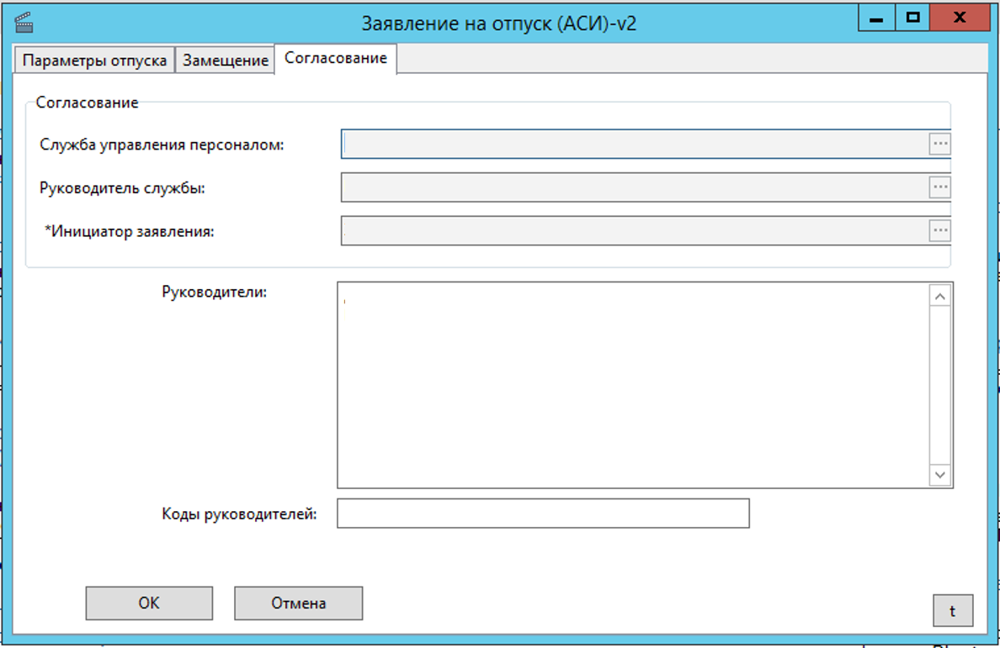 Заявление на отпуск (АСИ)-v2
Параметры отпуска Замещение Согласование
Согласование
Служба управления персоналом:
Руководитель службы:
*Инициатор заявления:
Руководители:
Коды руководителей:
ОК Отмена
t